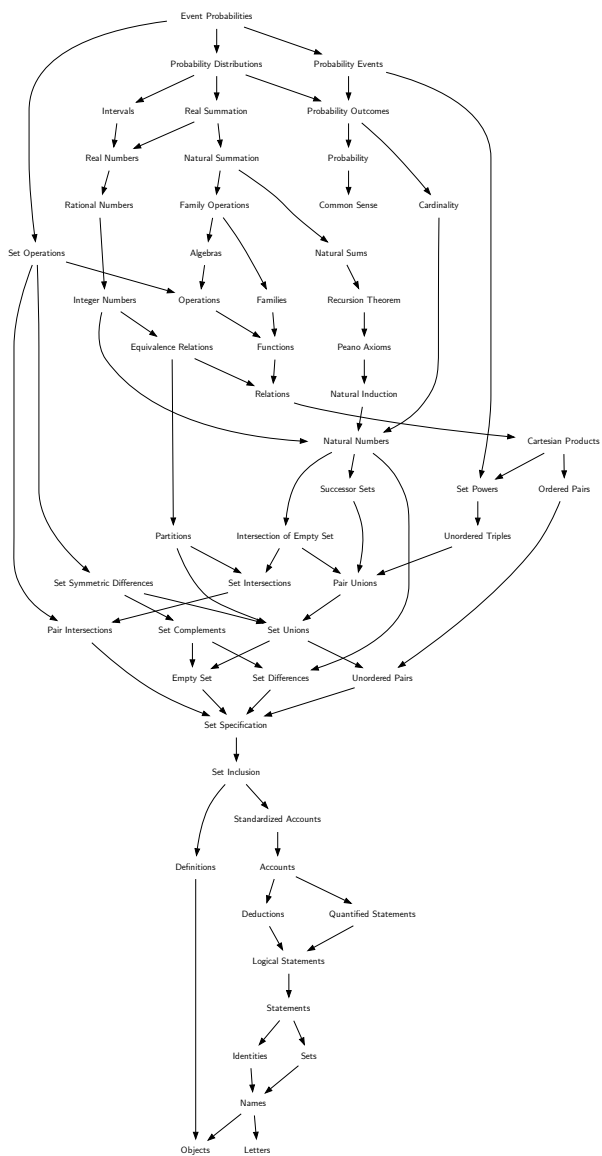 Event Probabilities
Probability Distributions
Probability Events
Intervals
Real Summation
Probability Outcomes
Real Numbers
Natural Summation
Probability
Rational Numbers
Family Operations
Common Sense
Cardinality
Set Operations
Algebras
Natural Sums
Integer Numbers
Operations
Families
Recursion Theorem
Equivalence Relations
Functions
Peano Axioms
Relations
Natural Induction
Natural Numbers
Cartesian Products
Successor Sets
Set Powers
Ordered Pairs
Partitions
Intersection of Empty Set
Unordered Triples
Set Symmetric Differences
Set Intersections
Pair Unions
Pair Intersections
Set Complements
Set Unions
Empty Set
Set Differences
Unordered Pairs
Set Specification
Set Inclusion
Standardized Accounts
Definitions
Accounts
Deductions
Quantified Statements
Logical Statements
Statements
Identities
Sets
Names
Objects
Letters